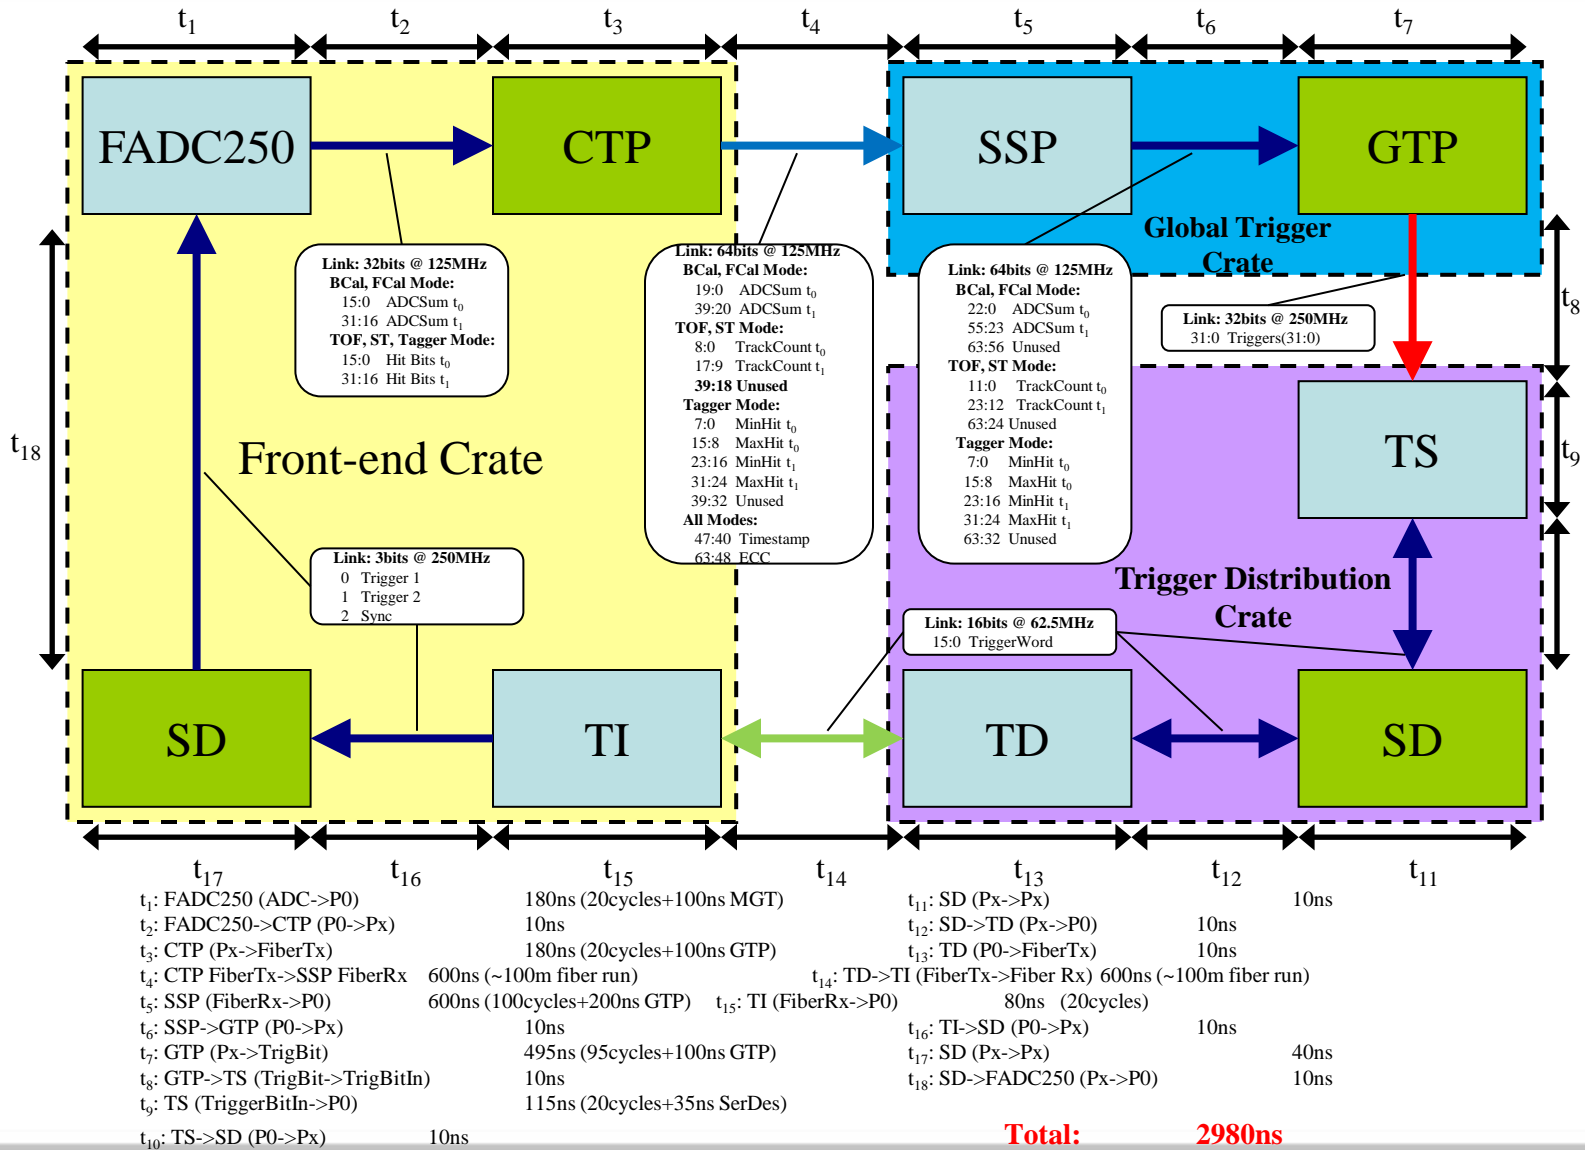 t1 t2 t3 t4 t5 t6 t7
FADC250 CTP SSP GTP
Global Trigger
Crate
Link: 32bits @ 125MHz
BCal, FCal Mode:
15:0 ADCSum t0
31:16 ADCSum t1
TOF, ST, Tagger Mode:
15:0 Hit Bits t0
31:16 Hit Bits t1
Link: 64bits @ 125MHz
BCal, FCal Mode:
19:0 ADCSum t0
39:20 ADCSum t1
TOF, ST Mode:
8:0 TrackCount t0
17:9 TrackCount t1
39:18 Unused
Tagger Mode:
7:0 MinHit t0
15:8 MaxHit t0
23:16 MinHit t1
31:24 MaxHit t1
39:32 Unused
All Modes:
47:40 Timestamp
63:48 ECC
Link: 64bits @ 125MHz
BCal, FCal Mode:
22:0 ADCSum t0
55:23 ADCSum t1
63:56 Unused
TOF, ST Mode:
11:0 TrackCount t0
23:12 TrackCount t1
63:24 Unused
Tagger Mode:
7:0 MinHit t0
15:8 MaxHit t0
23:16 MinHit t1
31:24 MaxHit t1
63:32 Unused
Link: 32bits @ 250MHz
31:0 Triggers(31:0)
t8
t18
Front-end Crate
TS
t9
Link: 3bits @ 250MHz
0 Trigger 1
1 Trigger 2
2 Sync
Trigger Distribution
Crate
Link: 16bits @ 62.5MHz
15:0 TriggerWord
SD TI TD SD
t17 t16 t15 t14 t13 t12 t11
t1: FADC250 (ADC->P0) 180ns (20cycles+100ns MGT)
t2: FADC250->CTP (P0->Px) 10ns
t3: CTP (Px->FiberTx) 180ns (20cycles+100ns GTP)
t4: CTP FiberTx->SSP FiberRx 600ns (~100m fiber run)
t5: SSP (FiberRx->P0) 600ns (100cycles+200ns GTP)
t6: SSP->GTP (P0->Px) 10ns
t7: GTP (Px->TrigBit) 495ns (95cycles+100ns GTP)
t8: GTP->TS (TrigBit->TrigBitIn) 10ns
t9: TS (TriggerBitIn->P0) 115ns (20cycles+35ns SerDes)
t10: TS->SD (P0->Px) 10ns
t11: SD (Px->Px) 10ns
t12: SD->TD (Px->P0) 10ns
t13: TD (P0->FiberTx) 10ns
t14: TD->TI (FiberTx->Fiber Rx) 600ns (~100m fiber run)
t15: TI (FiberRx->P0) 80ns (20cycles)
t16: TI->SD (P0->Px) 10ns
t17: SD (Px->Px) 40ns
t18: SD->FADC250 (Px->P0) 10ns
Total: 2980ns